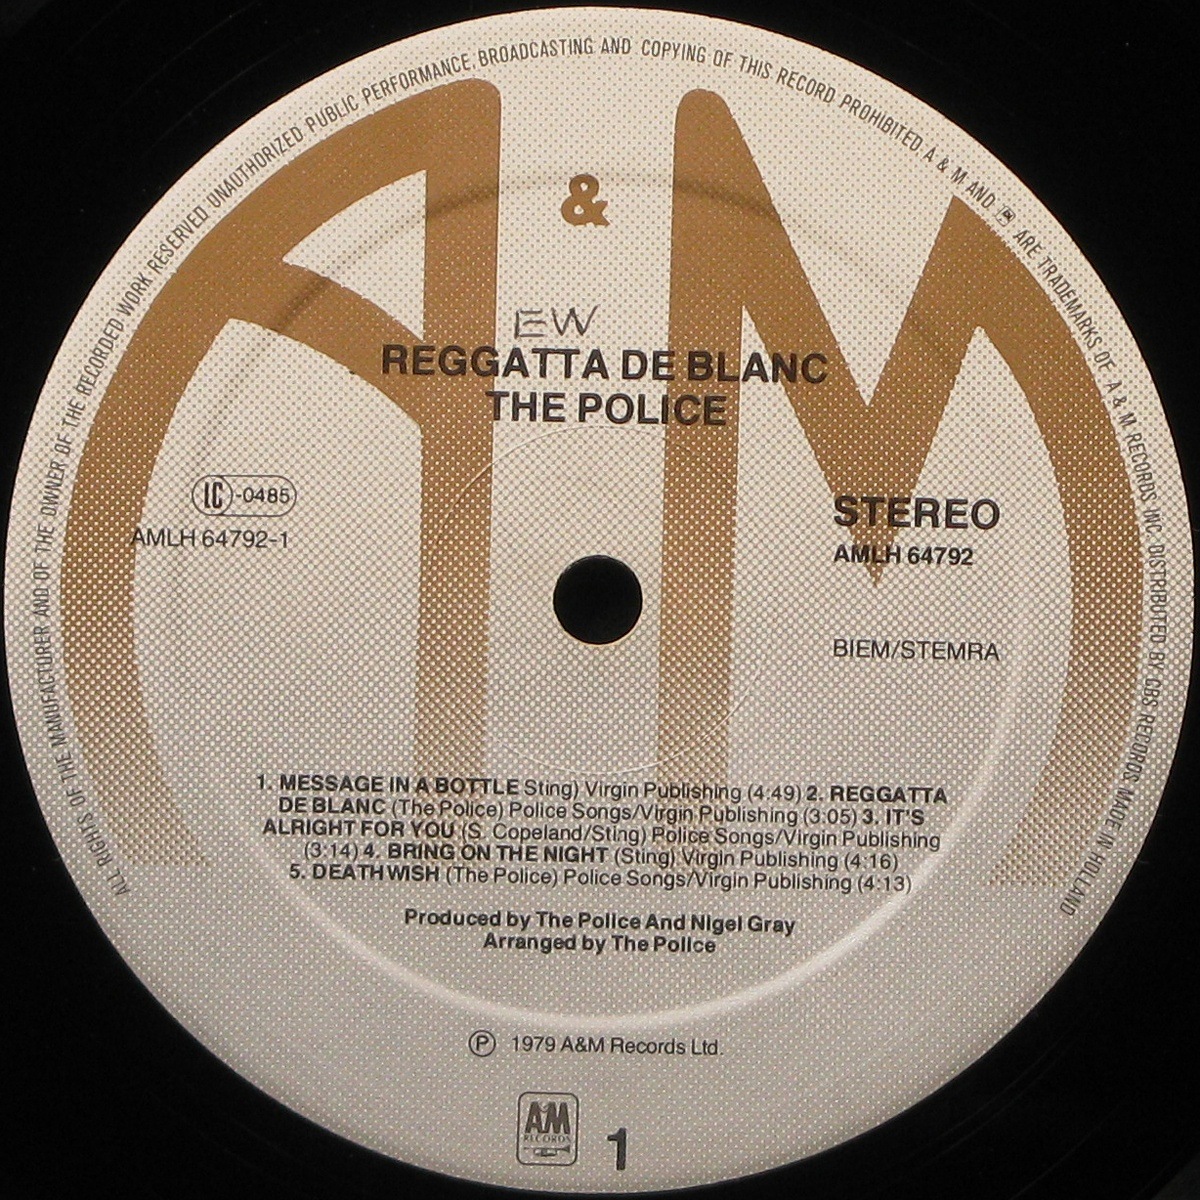 ALL RIGHTS OF THE MANUFACTURER AND OF THE OWNER OF THE RECORDED WORK RESERVED UNAUTHORIZED PUBLIC PERFORMANCE, BROADCASTING AND COPYING OF THIS RECORD PROHIBITED A & M AND ARE TRADEMARKS OF A & M RECORDS INC. DISTRIBUTED BY CBS RECORDS MADE IN HOLLAND
A & M
EW
REGGATTA DE BLANC
THE POLICE
LC-0485
AMLH 64792-1
STEREO
AMLH 64792
BIEM/STEMRA
1. MESSAGE IN A BOTTLE Sting) Virgin Publishing (4:49) 2. REGGATTA
DE BLANC (The Police) Police Songs/Virgin Publishing (3:05) 3. IT'S
ALRIGHT FOR YOU (S. Copeland/Sting) Police Songs/Virgin Publishing
(3:14) 4. BRING ON THE NIGHT (Sting) Virgin Publishing (4:16)
5. DEATHWISH (The Police) Police Songs/Virgin Publishing (4:13)
Produced by The Police And Nigel Gray
Arranged by The Police
Ⓟ 1979 A&M Records Ltd.
A&M
RECORDS
1